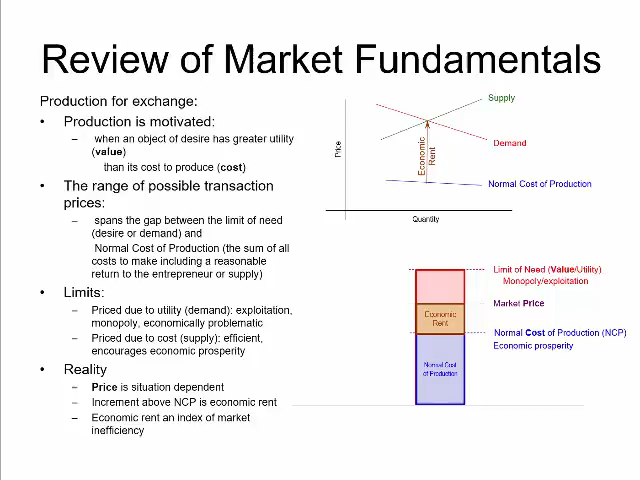 Review of Market Fundamentals
Production for exchange:
• Production is motivated:
– when an object of desire has greater utility
(value)
than its cost to produce (cost)
• The range of possible transaction
prices:
– spans the gap between the limit of need
(desire or demand) and
Normal Cost of Production (the sum of all
costs to make including a reasonable
return to the entrepreneur or supply)
• Limits:
– Priced due to utility (demand): exploitation,
monopoly, economically problematic
– Priced due to cost (supply): efficient,
encourages economic prosperity
• Reality
– Price is situation dependent
– Increment above NCP is economic rent
– Economic rent an index of market
inefficiency
Supply
Demand
Normal Cost of Production
Price
Economic
Rent
Quantity
Limit of Need (Value/Utility)
Monopoly/exploitation
Market Price
Economic
Rent
Normal Cost of Production (NCP)
Economic prosperity
Normal Cost
of Production